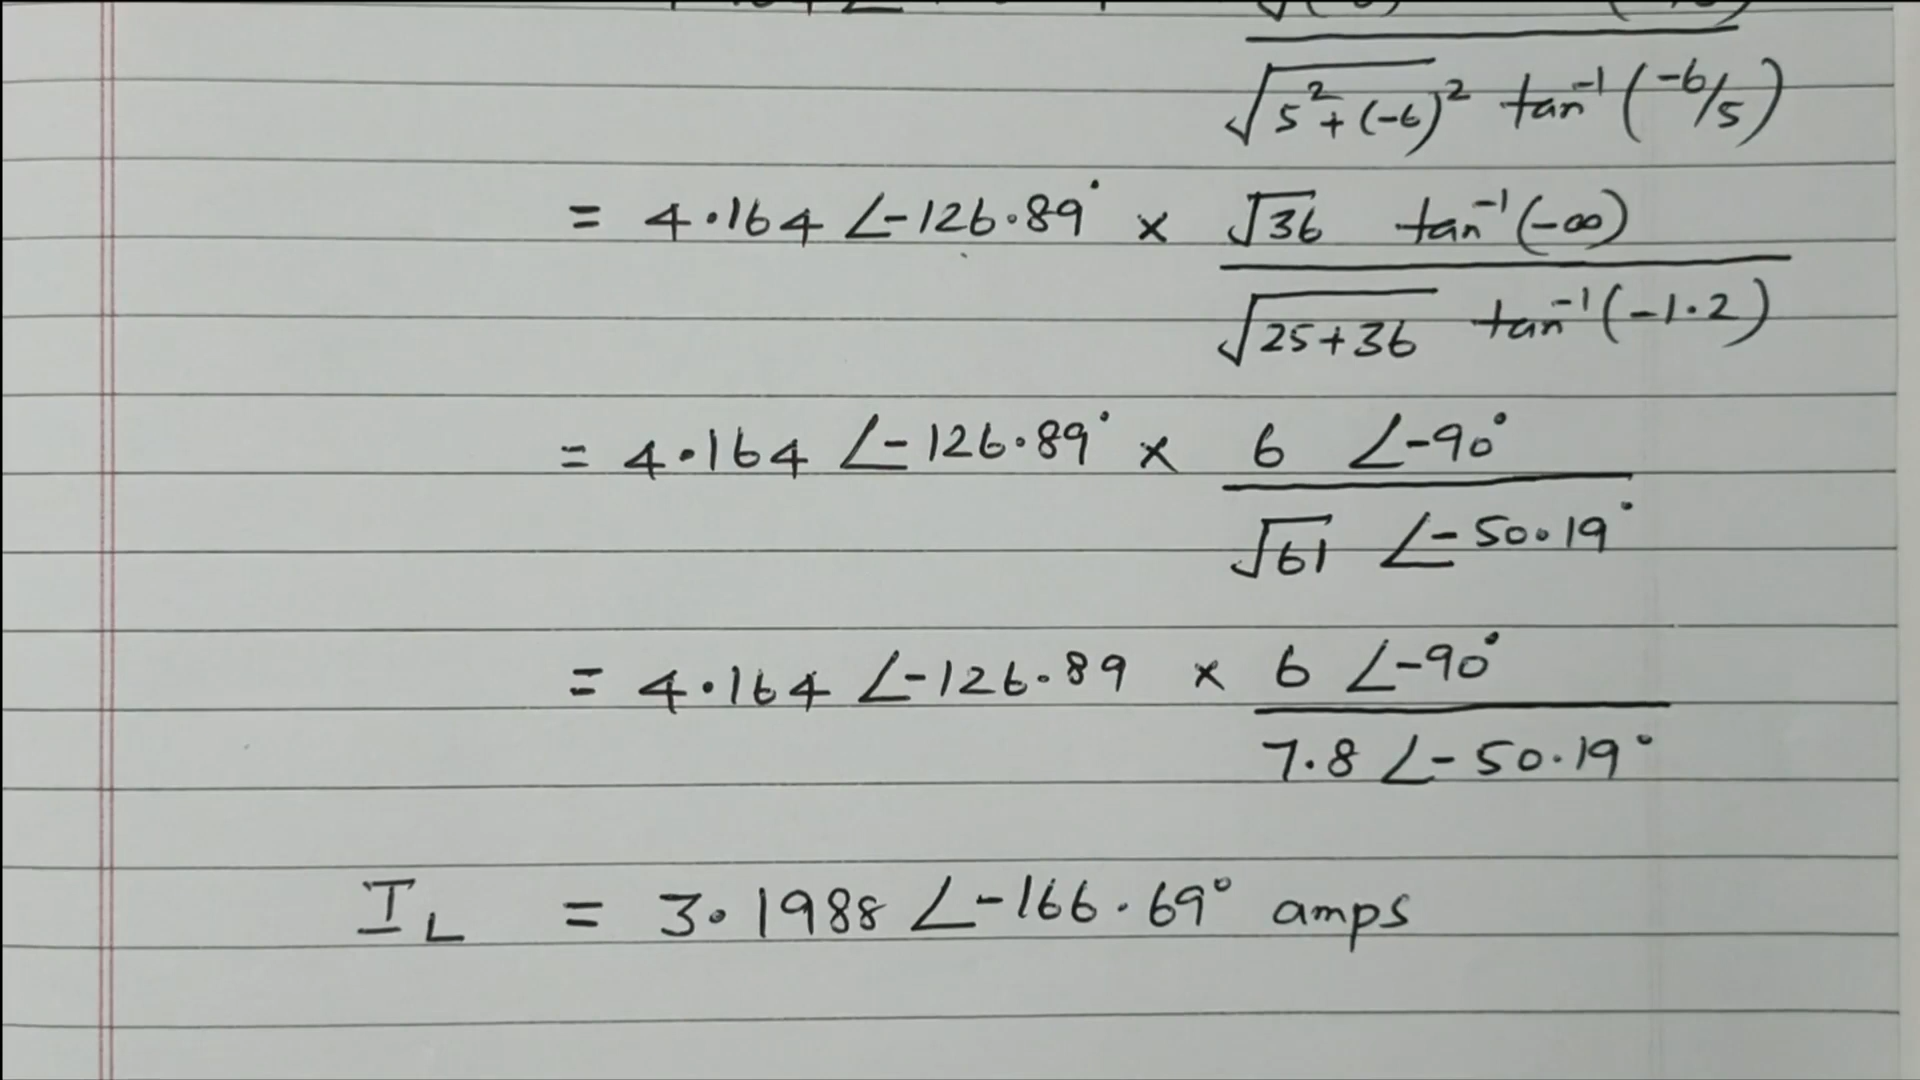 √5²+(-6)² tan⁻¹(-6/5)
= 4.164 ∠-126.89° × √36 tan⁻¹(-∞)
√25+36 tan⁻¹(-1.2)
= 4.164 ∠-126.89° × 6 ∠-90°
√61 ∠-50.19°
= 4.164 ∠-126.89 × 6 ∠-90°
7.8 ∠-50.19°
I_L = 3.1988 ∠-166.69° amps